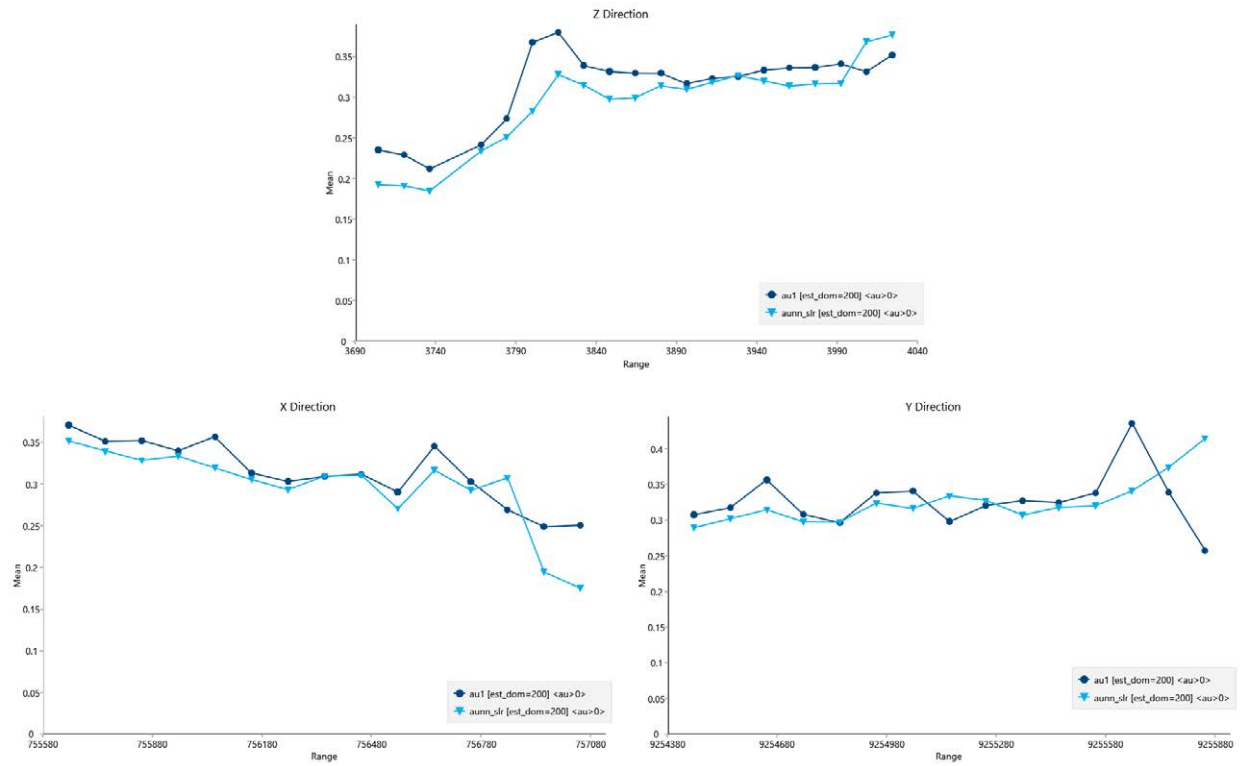 Z Direction
0.35
0.3
0.25
0.2
0.15
0.1
0.05
0
Mean
3690 3740 3790 3840 3890 3940 3990 4040
Range
au1 [est_dom=200] <au>0>
aunn_slr [est_dom=200] <au>0>
X Direction
0.35
0.3
0.25
0.2
0.15
0.1
0.05
0
Mean
755580 755880 756180 756480 756780 757080
Range
au1 [est_dom=200] <au>0>
aunn_slr [est_dom=200] <au>0>
Y Direction
0.4
0.35
0.3
0.25
0.2
0.15
0.1
0.05
0
Mean
9254380 9254680 9254980 9255280 9255580 9255880
Range
au1 [est_dom=200] <au>0>
aunn_slr [est_dom=200] <au>0>